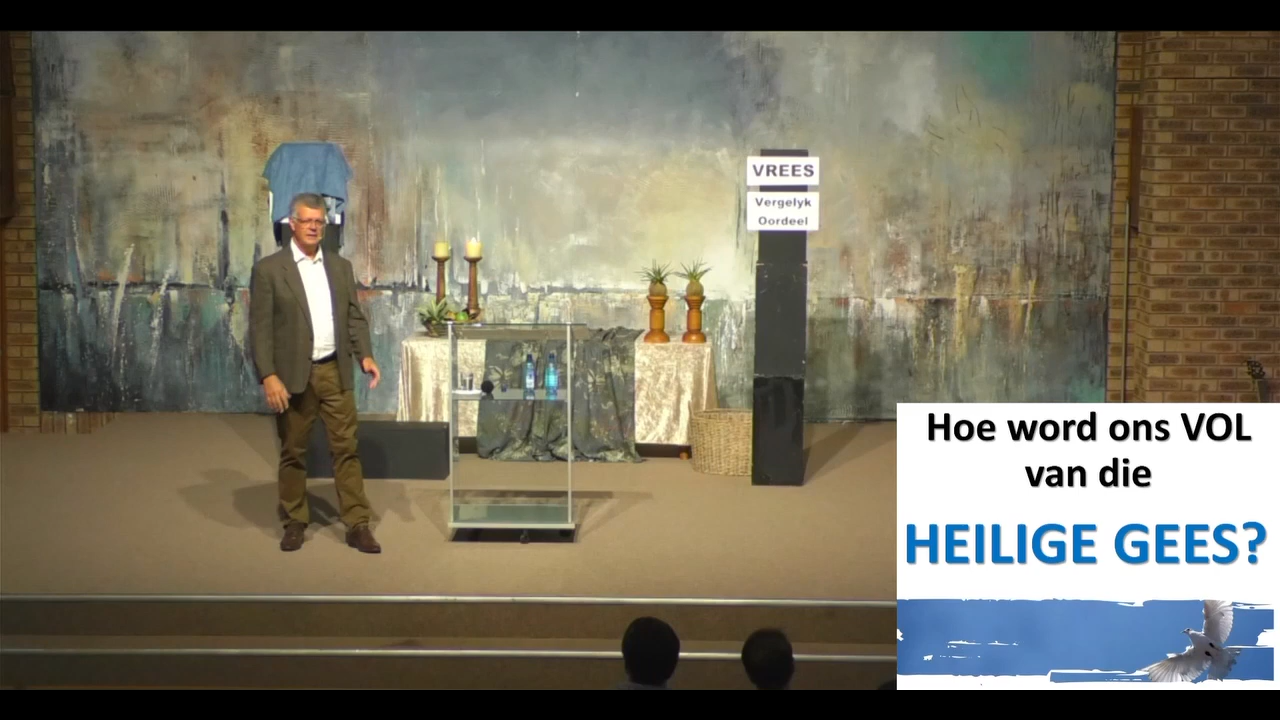 VREES
Vergelyk
Oordeel
Hoe word ons VOL
van die
HEILIGE GEES?